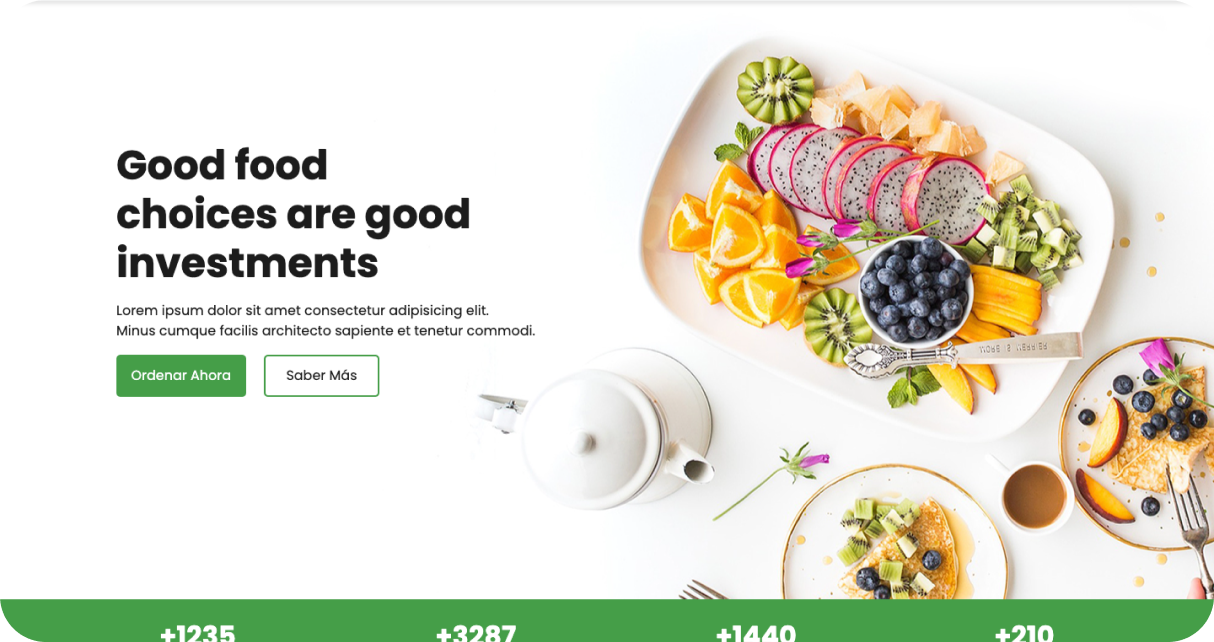 Good food
choices are good
investments
Lorem ipsum dolor sit amet consectetur adipisicing elit.
Minus cumque facilis architecto sapiente et tenetur commodi.
Ordenar Ahora
Saber Más
+1235
+3287
+1440
+210